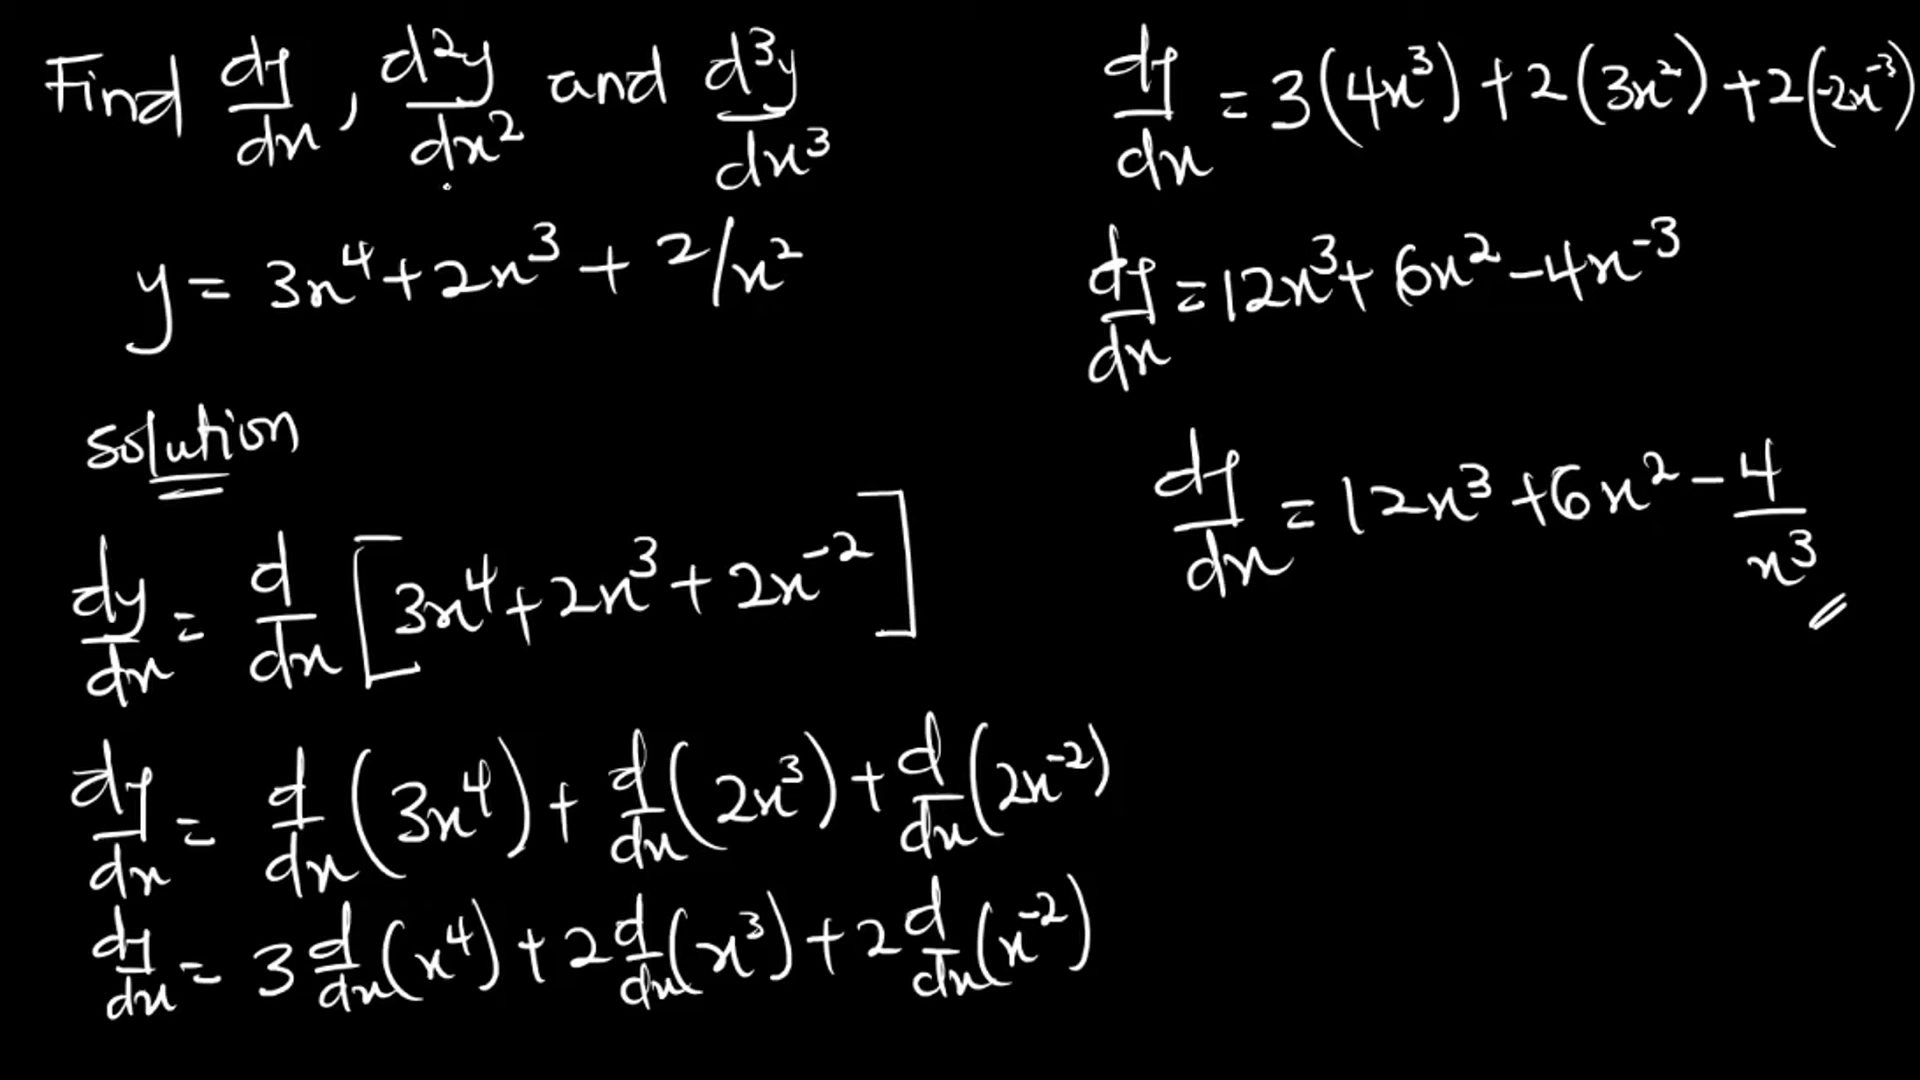 Find dy/dx, d²y/dx² and d³y/dx³
y = 3x⁴+2x³ + 2/x²
solution
dy/dx = d/dx [3x⁴+2x³+2x⁻²]
dy/dx = d/dx (3x⁴) + d/dx (2x³) + d/dx (2x⁻²)
dy/dx = 3 d/dx (x⁴) + 2 d/dx (x³) + 2 d/dx (x⁻²)
dy/dx = 3(4x³) + 2(3x²) + 2(-2x⁻³)
dy/dx = 12x³+ 6x² - 4x⁻³
dy/dx = 12x³ + 6x² - 4/x³